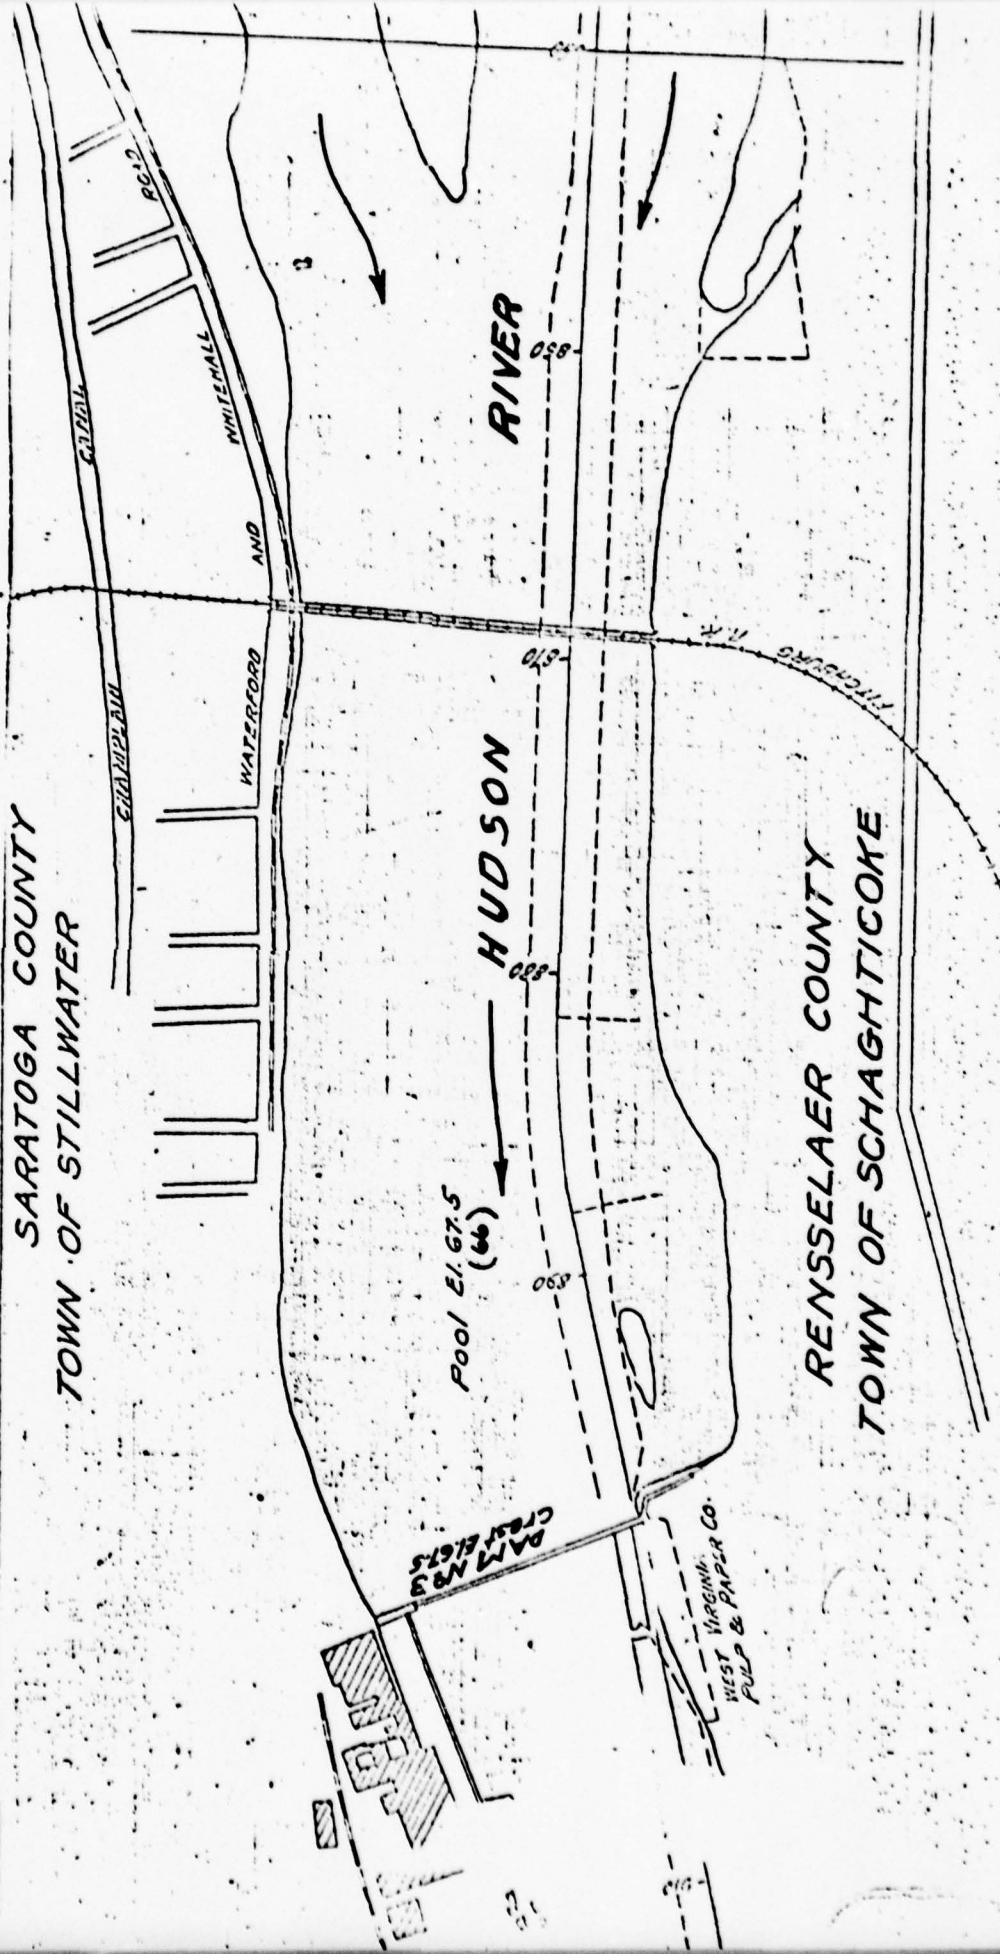 SARATOGA COUNTY
TOWN OF STILLWATER
CHAMPLAIN CANAL
WATERFORD AND WHITEHALL ROAD
HUDSON RIVER
850
870
880
890
910
FITCHBURG R.R.
Pool El. 67.5
(66)
DAM No 3
Crest El. 67.5
WEST VIRGINIA
PULP & PAPER Co.
RENSSELAER COUNTY
TOWN OF SCHAGHTICOKE